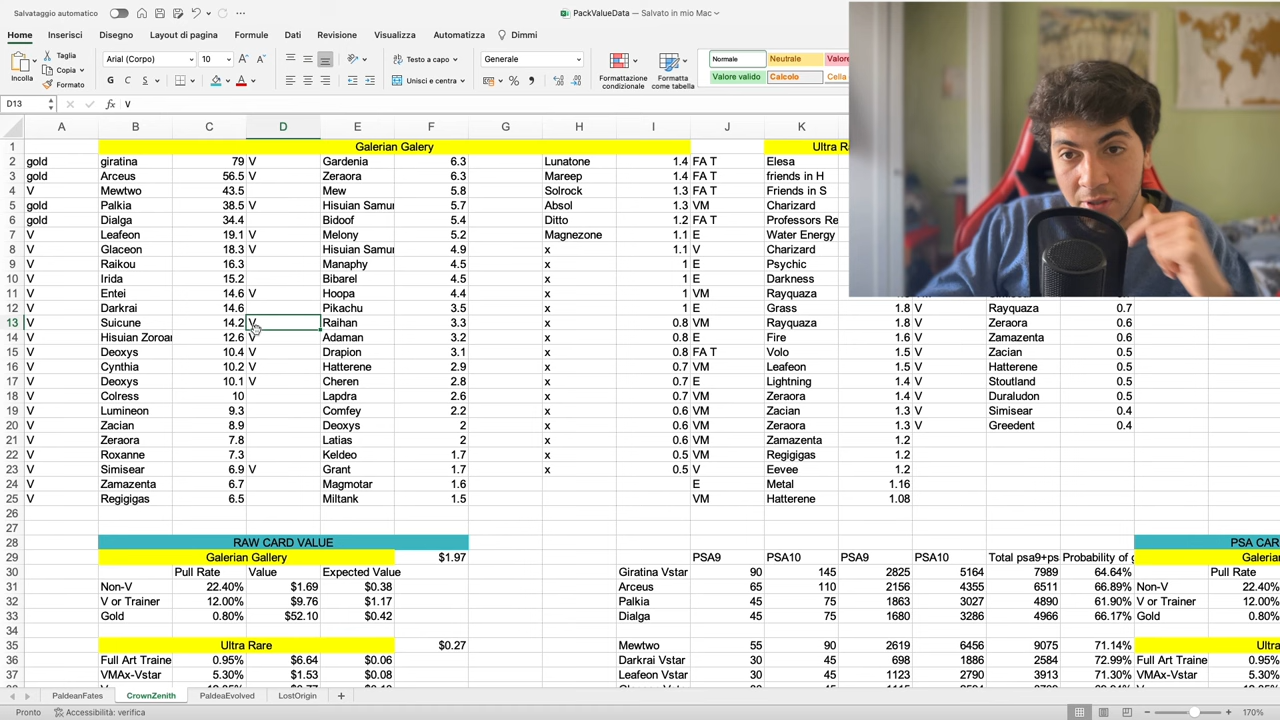 Salvataggio automatico PackValueData — Salvato in mio Mac
Home Inserisci Disegno Layout di pagina Formule Dati Revisione Visualizza Automatizza Dimmi
Incolla Taglia Copia Formato Arial (Corpo) 10 G C S A Testo a capo Unisci e centra Generale % Formattazione condizionale Formatta come tabella Normale Neutrale Valore valido Calcolo
D13 fx V
A B C D E F G H I J K
1 Galerian Galery Ultra R
2 gold giratina 79 V Gardenia 6.3 Lunatone 1.4 FA T Elesa
3 gold Arceus 56.5 V Zeraora 6.3 Mareep 1.4 FA T friends in H
4 V Mewtwo 43.5 Mew 5.8 Solrock 1.3 FA T Friends in S
5 gold Palkia 38.5 V Hisuian Samu 5.7 Absol 1.3 VM Charizard
6 gold Dialga 34.4 Bidoof 5.4 Ditto 1.2 FA T Professors Re
7 V Leafeon 19.1 V Melony 5.2 Magnezone 1.1 E Water Energy
8 V Glaceon 18.3 V Hisuian Samu 4.9 x 1.1 V Charizard
9 V Raikou 16.3 Manaphy 4.5 x 1 E Psychic
10 V Irida 15.2 Bibarel 4.5 x 1 E Darkness
11 V Entei 14.6 V Hoopa 4.4 x 1 VM Rayquaza
12 V Darkrai 14.6 Pikachu 3.5 x 1 E Grass 1.8 V Rayquaza 0.7
13 V Suicune 14.2 V Raihan 3.3 x 0.8 VM Rayquaza 1.8 V Zeraora 0.6
14 V Hisuian Zoroa 12.6 V Adaman 3.2 x 0.8 E Fire 1.6 V Zamazenta 0.6
15 V Deoxys 10.4 V Drapion 3.1 x 0.8 FA T Volo 1.5 V Zacian 0.5
16 V Cynthia 10.2 V Hatterene 2.9 x 0.7 VM Leafeon 1.5 V Hatterene 0.5
17 V Deoxys 10.1 V Cheren 2.8 x 0.7 E Lightning 1.4 V Stoutland 0.5
18 V Colress 10 Lapdra 2.6 x 0.7 VM Zeraora 1.4 V Duraludon 0.5
19 V Lumineon 9.3 Comfey 2.2 x 0.6 VM Zacian 1.3 V Simisear 0.4
20 V Zacian 8.9 Deoxys 2 x 0.6 VM Zeraora 1.3 V Greedent 0.4
21 V Zeraora 7.8 Latias 2 x 0.6 VM Zamazenta 1.2
22 V Roxanne 7.3 Keldeo 1.7 x 0.5 VM Regigigas 1.2
23 V Simisear 6.9 V Grant 1.7 x 0.5 V Eevee 1.2
24 V Zamazenta 6.7 Magmotar 1.6 E Metal 1.16
25 V Regigigas 6.5 Miltank 1.5 VM Hatterene 1.08
26
27
28 RAW CARD VALUE PSA CAR
29 Galerian Gallery $1.97 PSA9 PSA10 PSA9 PSA10 Total psa9+ps Probability of g Galeria
30 Pull Rate Value Expected Value Giratina Vstar 90 145 2825 5164 7989 64.64% Pull Rate
31 Non-V 22.40% $1.69 $0.38 Arceus 65 110 2156 4355 6511 66.89% Non-V 22.40%
32 V or Trainer 12.00% $9.76 $1.17 Palkia 45 75 1863 3027 4890 61.90% V or Trainer 12.00%
33 Gold 0.80% $52.10 $0.42 Dialga 45 75 1680 3286 4966 66.17% Gold 0.80%
34
35 Ultra Rare $0.27 Mewtwo 55 90 2619 6456 9075 71.14% Ultra
36 Full Art Traine 0.95% $6.64 $0.06 Darkrai Vstar 30 45 698 1886 2584 72.99% Full Art Traine 0.95%
37 VMAx-Vstar 5.30% $1.53 $0.08 Leafeon Vstar 30 45 1123 2790 3913 71.30% VMAx-Vstar 5.30%
PaldeanFates CrownZenith PaldeaEvolved LostOrigin +
Pronto Accessibilità: verifica 170%